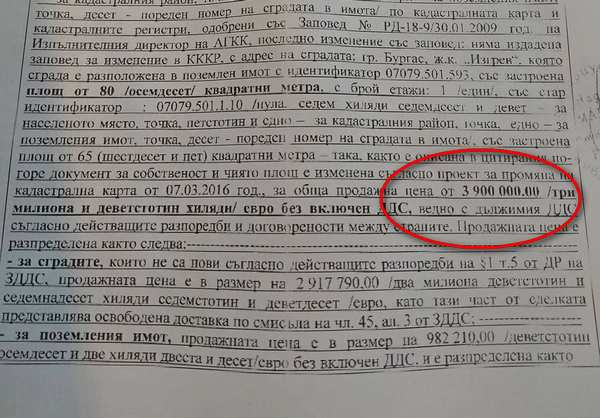 точка, десет - пореден номер на сградата в имота/ по кадастралната карта и
кадастралните регистри, одобрени със Заповед № РД-18-9/30.01.2009 год. на
Изпълнителния директор на АГКК, последно изменение със заповед: няма издадена
заповед за изменение в КККР, с адрес на сградата: гр. Бургас, ж.к. „Изгрев“, която
сграда е разположена в поземлен имот с идентификатор 07079.501.593, със застроена
площ от 80 /осемдесет/ квадратни метра, с брой етажи: 1 /един/, със стар
идентификатор : 07079.501.1.10 /нула, седем хиляди седемдесет и девет - за
населеното място, точка, петстотин и едно – за кадастралния район, точка, едно – за
поземления имот, точка, десет - пореден номер на сградата в имота/, със застроена
площ от 65 (шестдесет и пет) квадратни метра – така, както е описана в цитирания по-
горе документ за собственост и чиято площ е изменена съгласно проект за промяна на
кадастрална карта от 07.03.2016 год., за обща продажна цена от 3 900 000.00 /три
милиона и деветстотин хиляди/ евро без включен ДДС, ведно с дължимия ДДС
съгласно действащите разпоредби и договорености между страните. Продажната цена е
разпределена както следва:
- за сградите, които не са нови съгласно действащите разпоредби на §1 т.5 от ДР на
ЗДДС, продажната цена е в размер на 2 917 790,00 /два милиона деветстотин и
седемнадесет хиляди седемстотин и деветдесет /евро, като тази част от сделката
представлява освободена доставка по смисъла на чл. 45, ал. 3 от ЗДДС;
- за поземления имот, продажната цена е в размер на 982 210,00 /деветстотин
осемдесет и две хиляди двеста и десет/евро без включен ДДС, и е разпределена както